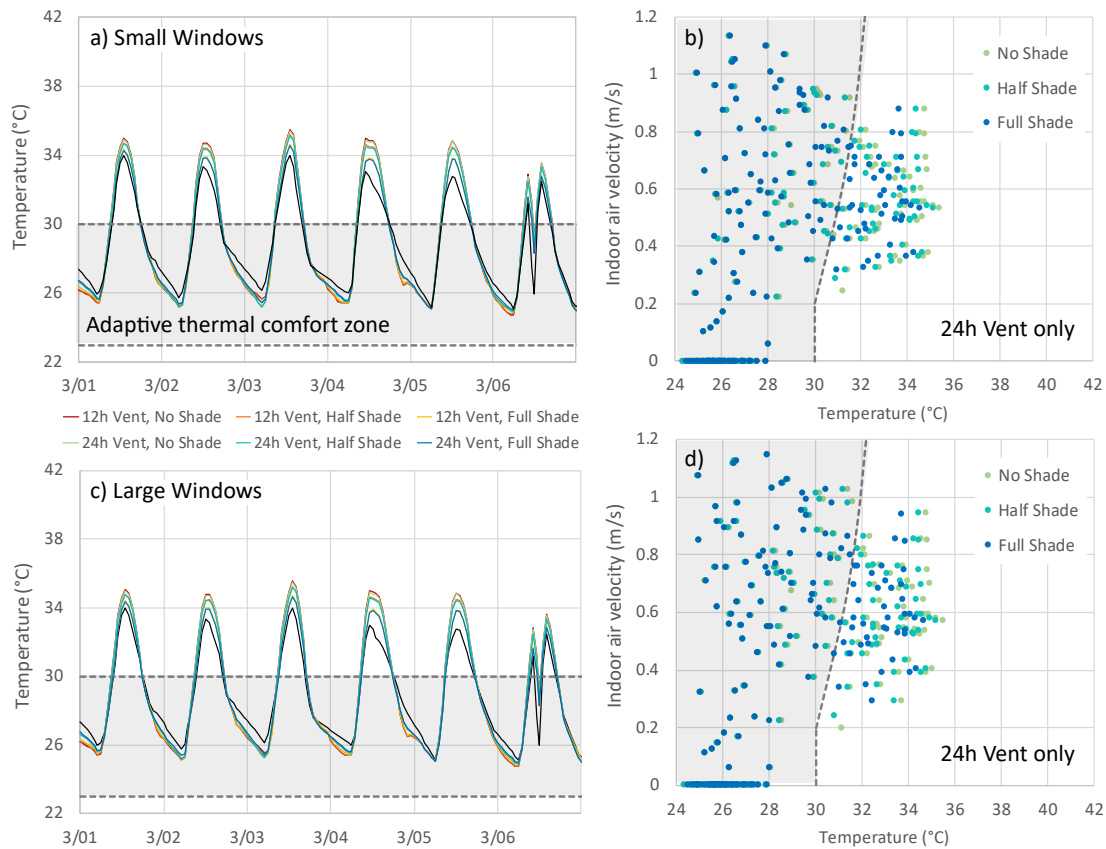 a) Small Windows
Temperature (°C)
42
38
34
30
26
22
Adaptive thermal comfort zone
3/01 3/02 3/03 3/04 3/05 3/06
12h Vent, No Shade 12h Vent, Half Shade 12h Vent, Full Shade
24h Vent, No Shade 24h Vent, Half Shade 24h Vent, Full Shade
b)
Indoor air velocity (m/s)
1.2
1
0.8
0.6
0.4
0.2
0
No Shade
Half Shade
Full Shade
24h Vent only
24 26 28 30 32 34 36 38 40 42
Temperature (°C)
c) Large Windows
Temperature (°C)
42
38
34
30
26
22
3/01 3/02 3/03 3/04 3/05 3/06
d)
Indoor air velocity (m/s)
1.2
1
0.8
0.6
0.4
0.2
0
No Shade
Half Shade
Full Shade
24h Vent only
24 26 28 30 32 34 36 38 40 42
Temperature (°C)